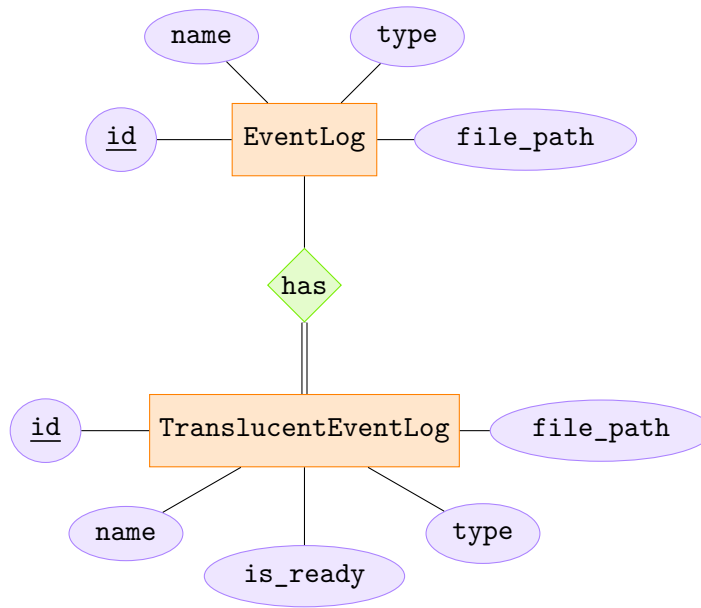 name
type
id
EventLog
file_path
has
id
TranslucentEventLog
file_path
name
type
is_ready